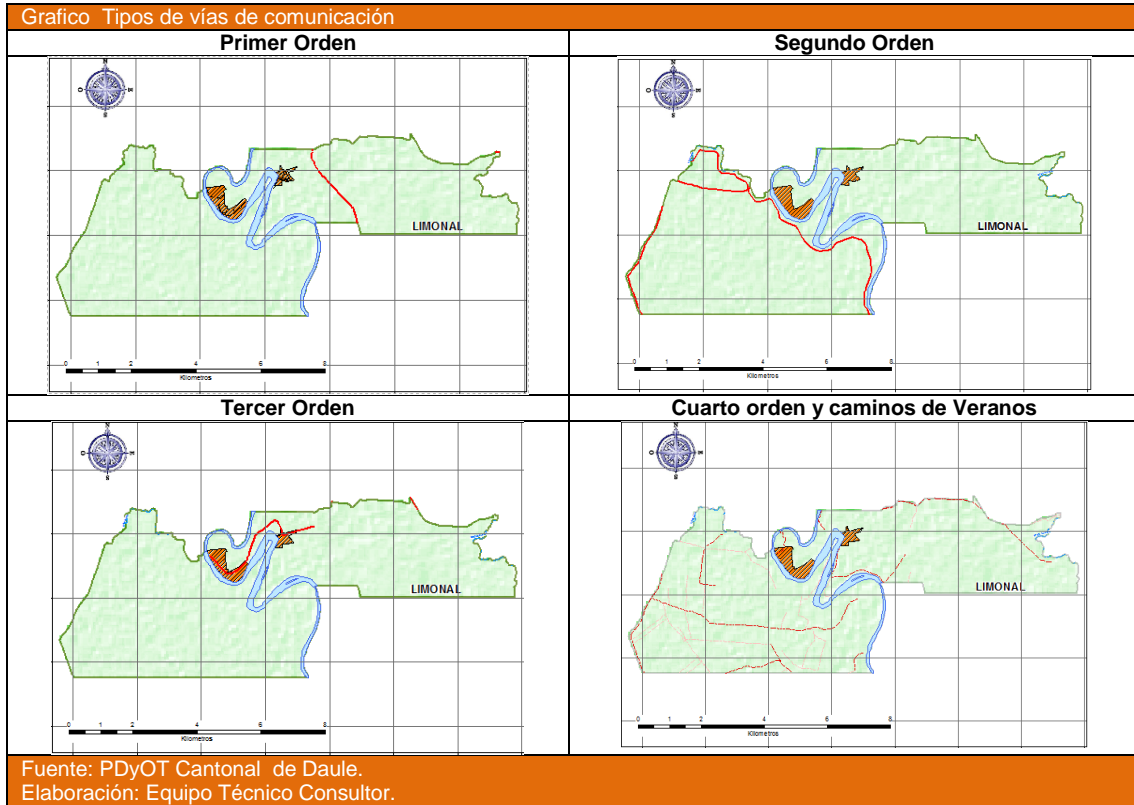 Grafico Tipos de vías de comunicación
Primer Orden
Segundo Orden
N
O
E
S
LIMONAL
0 1 2 4 6 8
Kilometros
N
O
E
S
LIMONAL
0 1 2 4 6 8
Kilometros
Tercer Orden
Cuarto orden y caminos de Veranos
N
O
E
S
LIMONAL
0 1 2 4 6 8
Kilometros
N
O
E
S
LIMONAL
0 1 2 4 6 8
Kilometros
Fuente: PDyOT Cantonal de Daule.
Elaboración: Equipo Técnico Consultor.